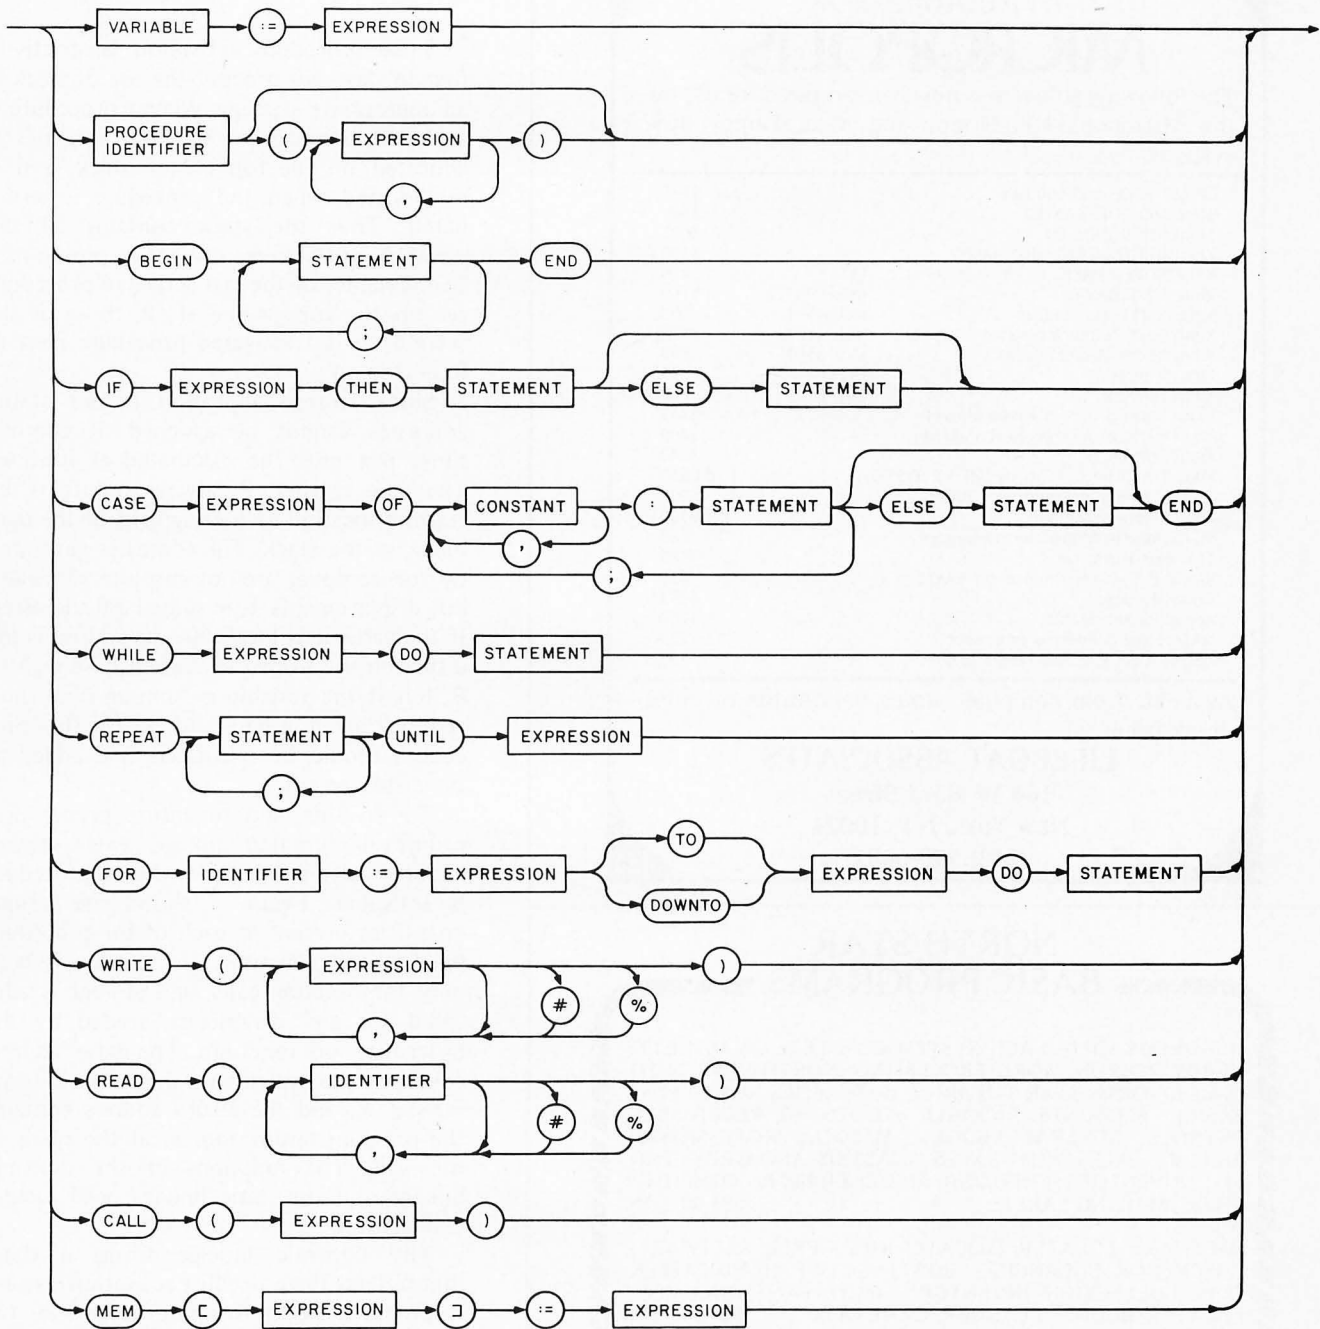 VARIABLE := EXPRESSION
PROCEDURE IDENTIFIER ( EXPRESSION )
,
BEGIN STATEMENT END
;
IF EXPRESSION THEN STATEMENT ELSE STATEMENT
CASE EXPRESSION OF CONSTANT : STATEMENT ELSE STATEMENT END
,
;
WHILE EXPRESSION DO STATEMENT
REPEAT STATEMENT UNTIL EXPRESSION
;
TO
FOR IDENTIFIER := EXPRESSION EXPRESSION DO STATEMENT
DOWNTO
WRITE ( EXPRESSION )
# %
,
READ ( IDENTIFIER )
# %
,
CALL ( EXPRESSION )
MEM [ EXPRESSION ] := EXPRESSION